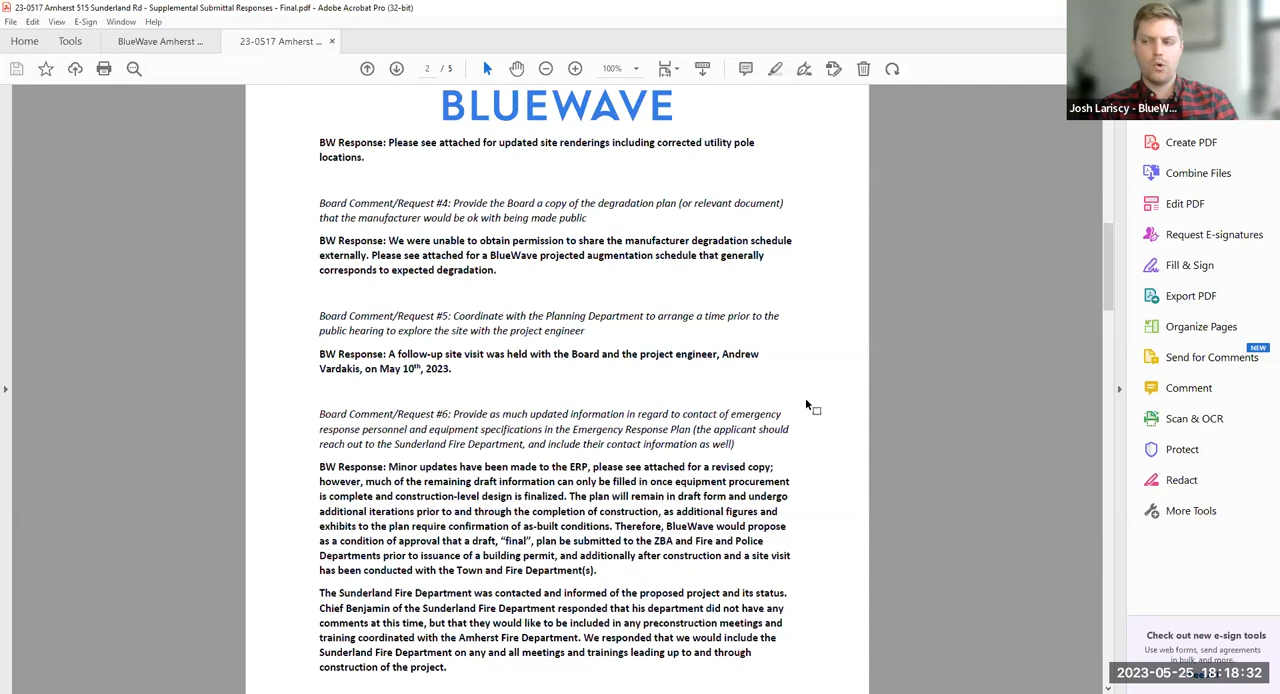 23-0517 Amherst 515 Sunderland Rd - Supplemental Submittal Responses - Final.pdf - Adobe Acrobat Pro (32-bit)
File Edit View E-Sign Window Help
Home Tools BlueWave Amherst ... 23-0517 Amherst ... ×
2 / 5 100%
Josh Lariscy - BlueW...
BLUEWAVE
BW Response: Please see attached for updated site renderings including corrected utility pole
locations.
Board Comment/Request #4: Provide the Board a copy of the degradation plan (or relevant document)
that the manufacturer would be ok with being made public
BW Response: We were unable to obtain permission to share the manufacturer degradation schedule
externally. Please see attached for a BlueWave projected augmentation schedule that generally
corresponds to expected degradation.
Board Comment/Request #5: Coordinate with the Planning Department to arrange a time prior to the
public hearing to explore the site with the project engineer
BW Response: A follow-up site visit was held with the Board and the project engineer, Andrew
Vardakis, on May 10th, 2023.
Board Comment/Request #6: Provide as much updated information in regard to contact of emergency
response personnel and equipment specifications in the Emergency Response Plan (the applicant should
reach out to the Sunderland Fire Department, and include their contact information as well)
BW Response: Minor updates have been made to the ERP, please see attached for a revised copy;
however, much of the remaining draft information can only be filled in once equipment procurement
is complete and construction-level design is finalized. The plan will remain in draft form and undergo
additional iterations prior to and through the completion of construction, as additional figures and
exhibits to the plan require confirmation of as-built conditions. Therefore, BlueWave would propose
as a condition of approval that a draft, “final”, plan be submitted to the ZBA and Fire and Police
Departments prior to issuance of a building permit, and additionally after construction and a site visit
has been conducted with the Town and Fire Department(s).
The Sunderland Fire Department was contacted and informed of the proposed project and its status.
Chief Benjamin of the Sunderland Fire Department responded that his department did not have any
comments at this time, but that they would like to be included in any preconstruction meetings and
training coordinated with the Amherst Fire Department. We responded that we would include the
Sunderland Fire Department on any and all meetings and trainings leading up to and through
construction of the project.
Create PDF
Combine Files
Edit PDF
Request E-signatures
Fill & Sign
Export PDF
Organize Pages
NEW
Send for Comments
Comment
Scan & OCR
Protect
Redact
More Tools
Check out new e-sign tools
Use web forms, send agreements
in bulk, and more.
2023-05-25 18:18:32